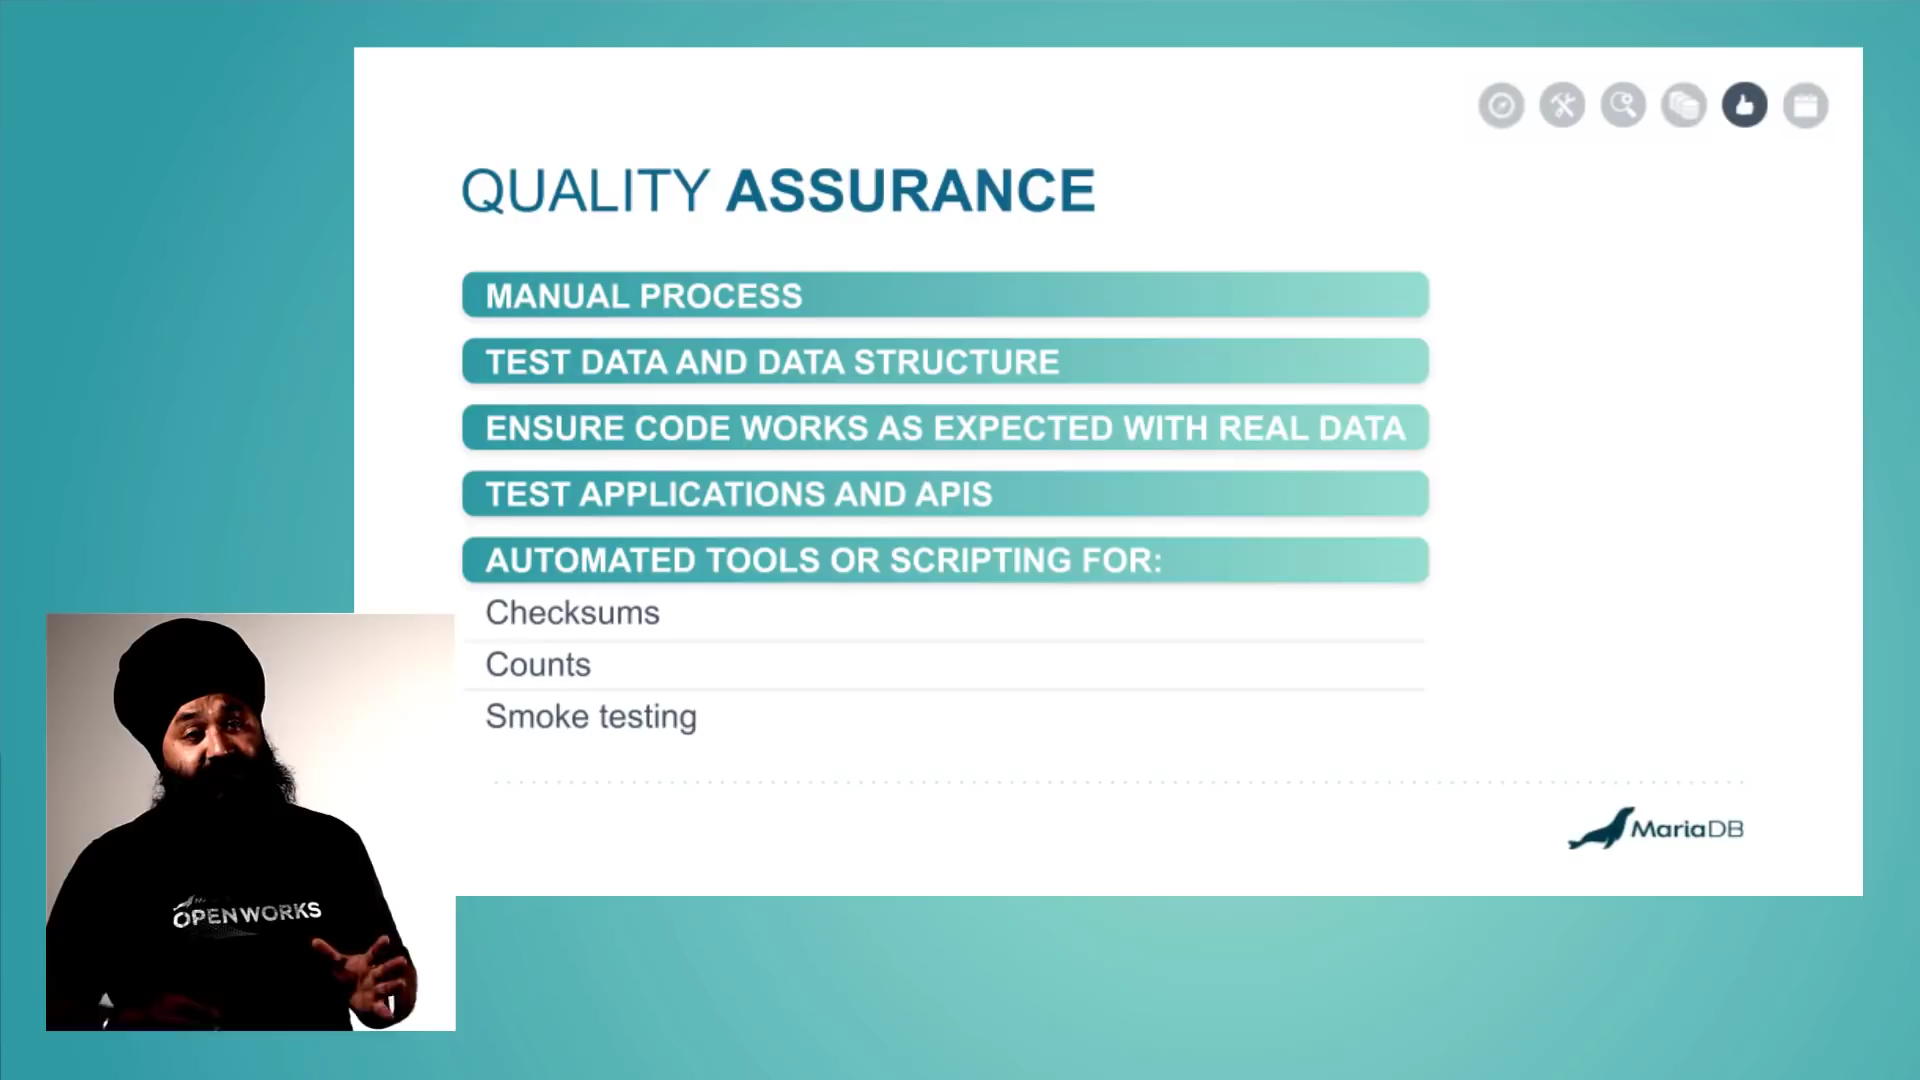 QUALITY ASSURANCE
MANUAL PROCESS
TEST DATA AND DATA STRUCTURE
ENSURE CODE WORKS AS EXPECTED WITH REAL DATA
TEST APPLICATIONS AND APIS
AUTOMATED TOOLS OR SCRIPTING FOR:
Checksums
Counts
Smoke testing
MariaDB
OPENWORKS